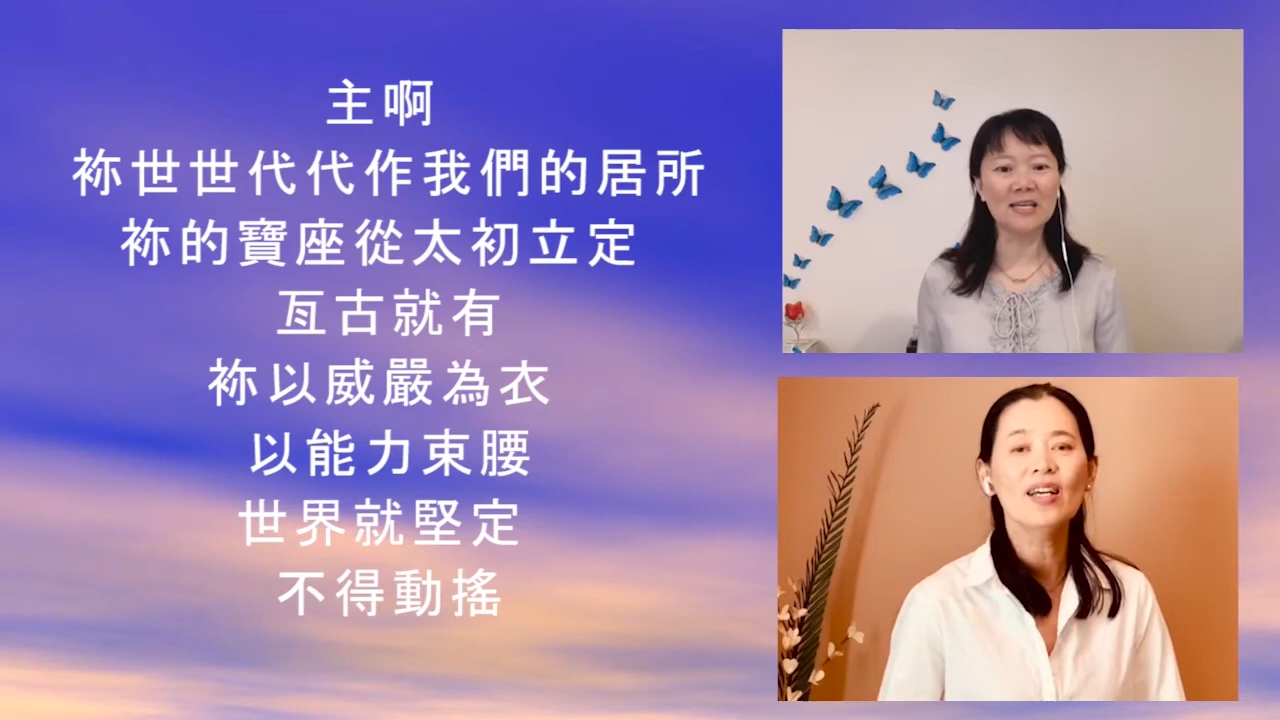 主啊
祢世世代代作我們的居所
祢的寶座從太初立定
亙古就有
祢以威嚴為衣
以能力束腰
世界就堅定
不得動搖